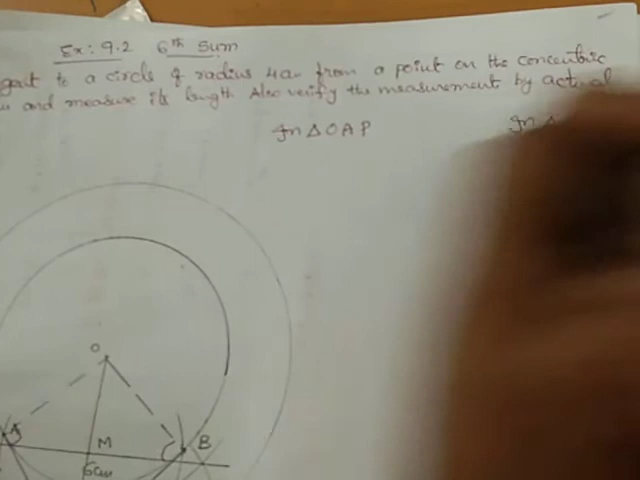 Ex: 9.2 6th Sum
to a circle of radius 4cm from a point on the concentric
and measure its length. Also verify the measurement by actual
In △OAP
In △
O
A
M
B
6cm